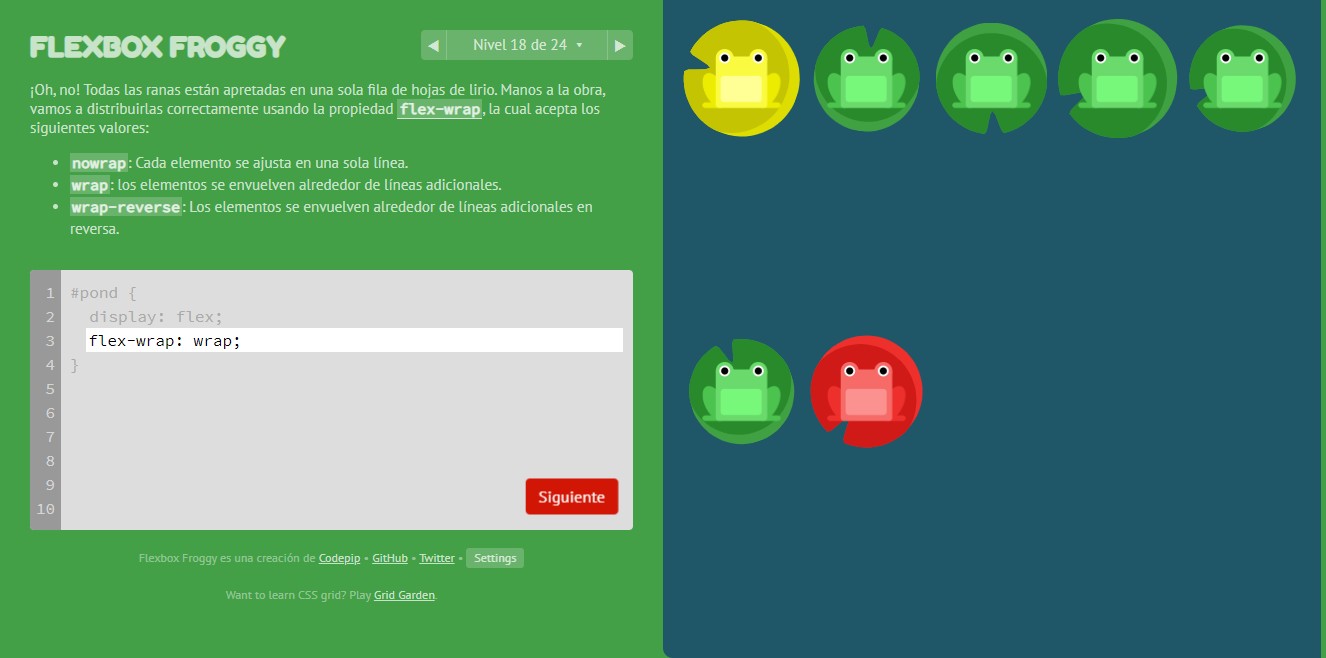 FLEXBOX FROGGY
◀ Nivel 18 de 24 ▾ ▶
¡Oh, no! Todas las ranas están apretadas en una sola fila de hojas de lirio. Manos a la obra,
vamos a distribuirlas correctamente usando la propiedad flex-wrap, la cual acepta los
siguientes valores:
• nowrap: Cada elemento se ajusta en una sola línea.
• wrap: los elementos se envuelven alrededor de líneas adicionales.
• wrap-reverse: Los elementos se envuelven alrededor de líneas adicionales en
reversa.
1 #pond {
2 display: flex;
3 flex-wrap: wrap;
4 }
5
6
7
8
9
10
Siguiente
Flexbox Froggy es una creación de Codepip • GitHub • Twitter • Settings
Want to learn CSS grid? Play Grid Garden.